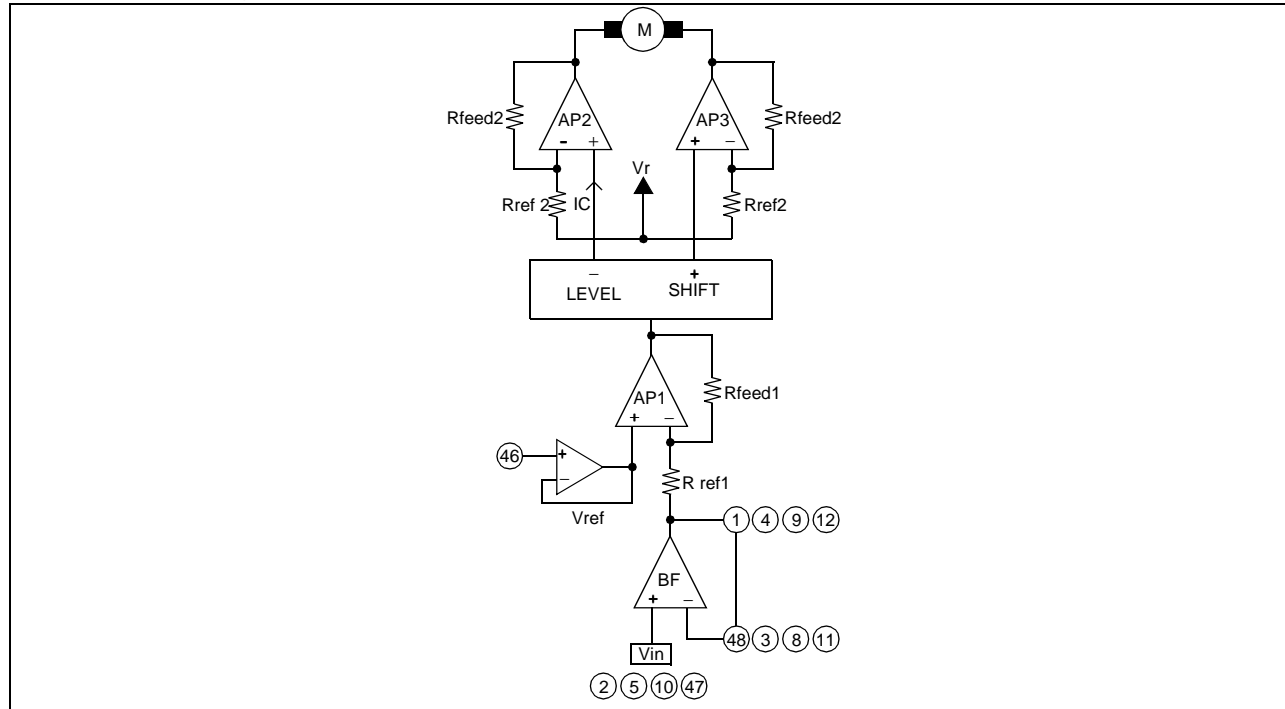 M
Rfeed2
AP2
AP3
Rfeed2
- +
+ −
Vr
Rref 2
IC
Rref2
− +
LEVEL SHIFT
AP1
Rfeed1
+ −
46
+
−
R ref1
Vref
1 4 9 12
BF
+ −
48 3 8 11
Vin
2 5 10 47